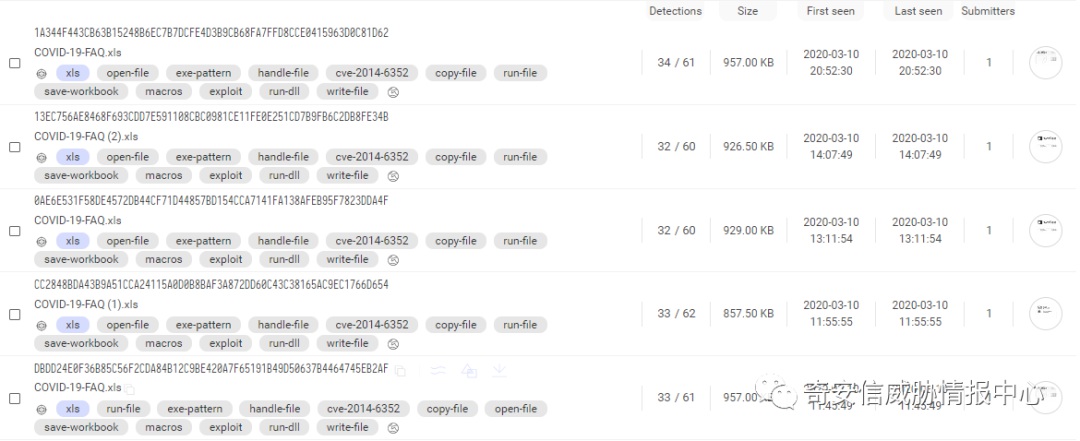 Detections Size First seen Last seen Submitters
1A344F443CB63B15248B6EC7B7DCFE4D3B9CB68FA7FFD8CCE0415963D0C81D62
COVID-19-FAQ.xls
xls open-file exe-pattern handle-file cve-2014-6352 copy-file run-file
save-workbook macros exploit run-dll write-file
34 / 61 957.00 KB 2020-03-10 20:52:30 2020-03-10 20:52:30 1
13EC756AE8468F693CDD7E591108CBC0981CE11FE0E251CD7B9FB6C2DB8FE34B
COVID-19-FAQ (2).xls
xls open-file exe-pattern handle-file cve-2014-6352 copy-file run-file
save-workbook macros exploit run-dll write-file
32 / 60 926.50 KB 2020-03-10 14:07:49 2020-03-10 14:07:49 1
0AE6E531F58DE4572DB44CF71D44857BD154CCA7141FA138AFEB95F7823DDA4F
COVID-19-FAQ.xls
xls open-file exe-pattern handle-file cve-2014-6352 copy-file run-file
save-workbook macros exploit run-dll write-file
32 / 60 929.00 KB 2020-03-10 13:11:54 2020-03-10 13:11:54 1
CC2848BDA43B9A51CCA24115A0D0B8BAF3A872DD60C43C38165AC9EC1766D654
COVID-19-FAQ (1).xls
xls open-file exe-pattern handle-file cve-2014-6352 copy-file run-file
save-workbook macros exploit run-dll write-file
33 / 62 857.50 KB 2020-03-10 11:55:55 2020-03-10 11:55:55 1
DBDD24E0F36B85C56F2CDA84B12C9BE420A7F65191B49D50637B4464745EB2AF
COVID-19-FAQ.xls
xls run-file exe-pattern handle-file cve-2014-6352 copy-file open-file
save-workbook macros exploit run-dll write-file
33 / 61 957.00
奇安信威胁情报中心